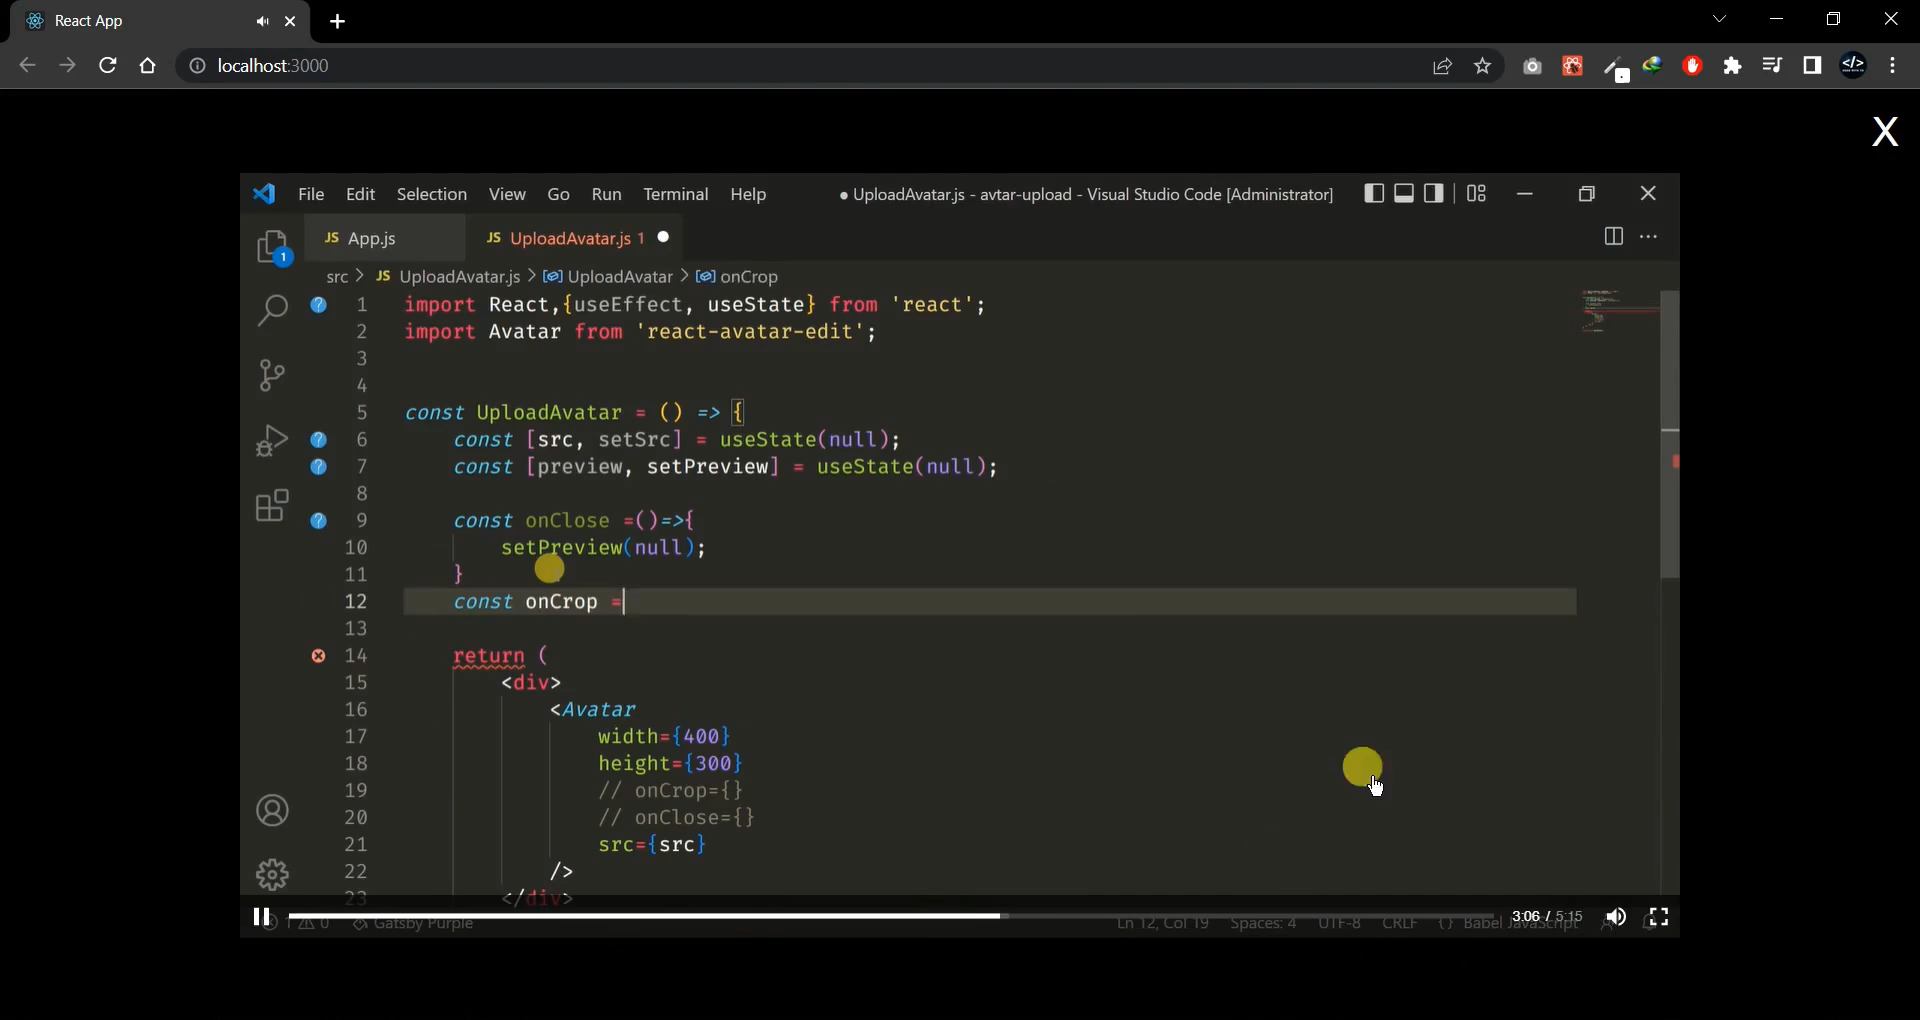 React App
localhost:3000
X
File Edit Selection View Go Run Terminal Help
● UploadAvatar.js - avtar-upload - Visual Studio Code [Administrator]
JS App.js
JS UploadAvatar.js 1 ●
1
src > JS UploadAvatar.js > UploadAvatar > onCrop
1 import React,{useEffect, useState} from 'react';
2 import Avatar from 'react-avatar-edit';
3
4
5 const UploadAvatar = () => {
6 const [src, setSrc] = useState(null);
7 const [preview, setPreview] = useState(null);
8
9 const onClose =()=>{
10 setPreview(null);
11 }
12 const onCrop =
13
14 return (
15 <div>
16 <Avatar
17 width={400}
18 height={300}
19 // onCrop={}
20 // onClose={}
21 src={src}
22 />
23 </div>
3:06 / 5:15
1 0 Gatsby Purple Ln 12, Col 19 Spaces: 4 UTF-8 CRLF {} Babel JavaScript